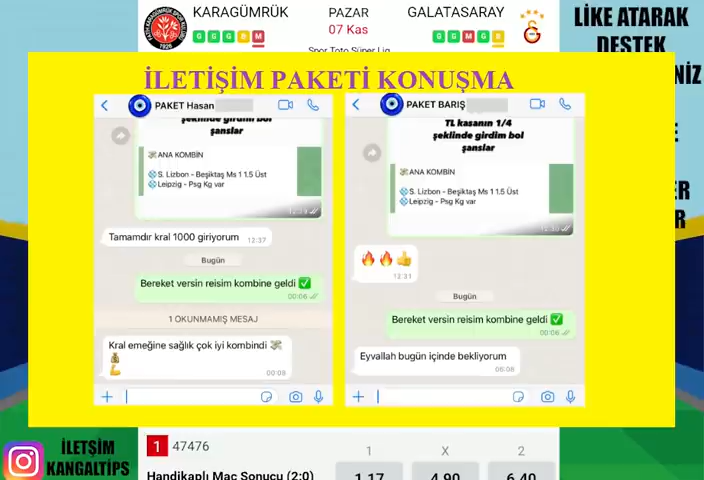 KARAGÜMRÜK
PAZAR
GALATASARAY
07 Kas
G G G B M
G G M G B
Spor Toto Süper Lig
LİKE ATARAK
DESTEK
NİZ
E
ER
R
İLETİŞİM PAKETİ KONUŞMA
PAKET Hasan
şeklinde girdim bol
şanslar
ANA KOMBİN
S. Lizbon - Beşiktaş Ms 1 1.5 Üst
Leipzig - Psg Kg var
Tamamdır kral 1000 giriyorum 12:37
Bugün
Bereket versin reisim kombine geldi ✅
00:06
1 OKUNMAMIŞ MESAJ
Kral emeğine sağlık çok iyi kombindi 💸
💰
💪 00:09
PAKET BARIŞ
TL kasanın 1/4
şeklinde girdim bol
şanslar
ANA KOMBİN
S. Lizbon - Beşiktaş Ms 1 1.5 Üst
Leipzig - Psg Kg var
12:30
🔥🔥👍
12:31
Bugün
Bereket versin reisim kombine geldi ✅
00:06
Eyvallah bugün içinde bekliyorum
06:08
İLETŞİM
KANGALTİPS
1 47476
1 X 2
Handikaplı Maç Sonucu (2:0) 1.17 4.90 6.40